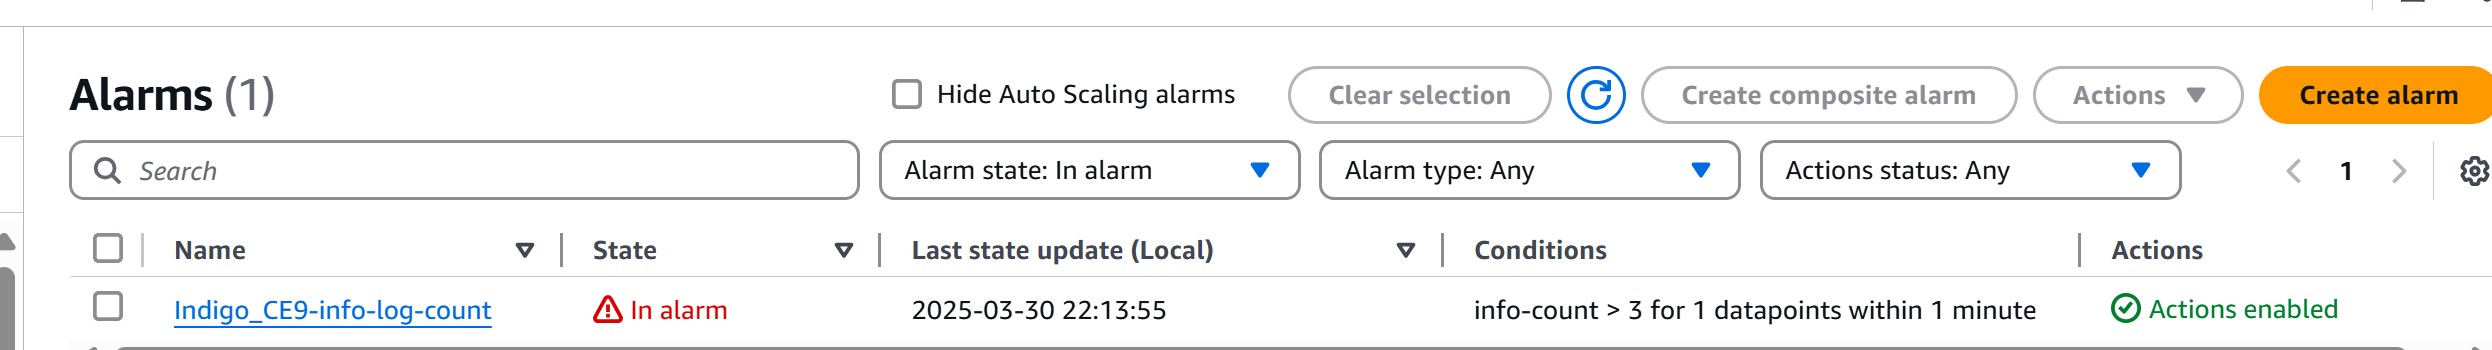 Alarms (1)
Hide Auto Scaling alarms
Clear selection
Create composite alarm
Actions
Create alarm
Search
Alarm state: In alarm
Alarm type: Any
Actions status: Any
1
Name
State
Last state update (Local)
Conditions
Actions
Indigo_CE9-info-log-count
In alarm
2025-03-30 22:13:55
info-count > 3 for 1 datapoints within 1 minute
Actions enabled